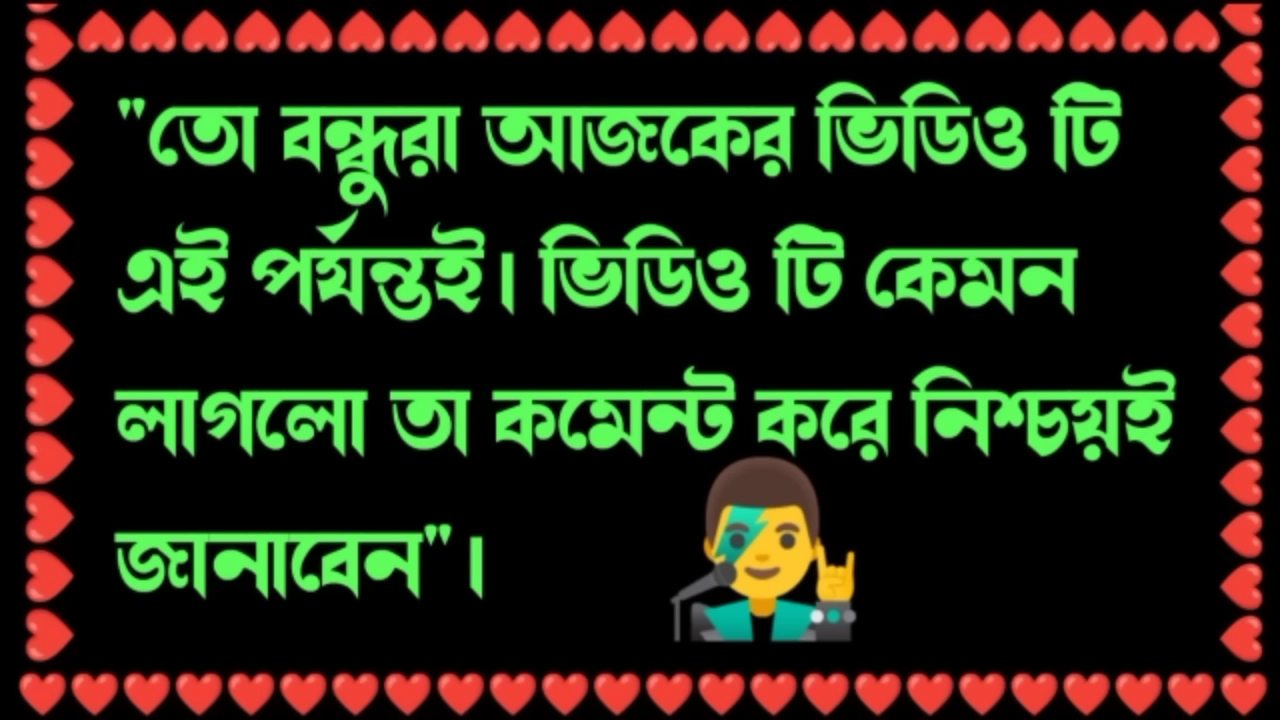 "তো বন্ধুরা আজকের ভিডিও টি
এই পর্যন্তই। ভিডিও টি কেমন
লাগলো তা কমেন্ট করে নিশ্চয়ই
জানাবেন"।